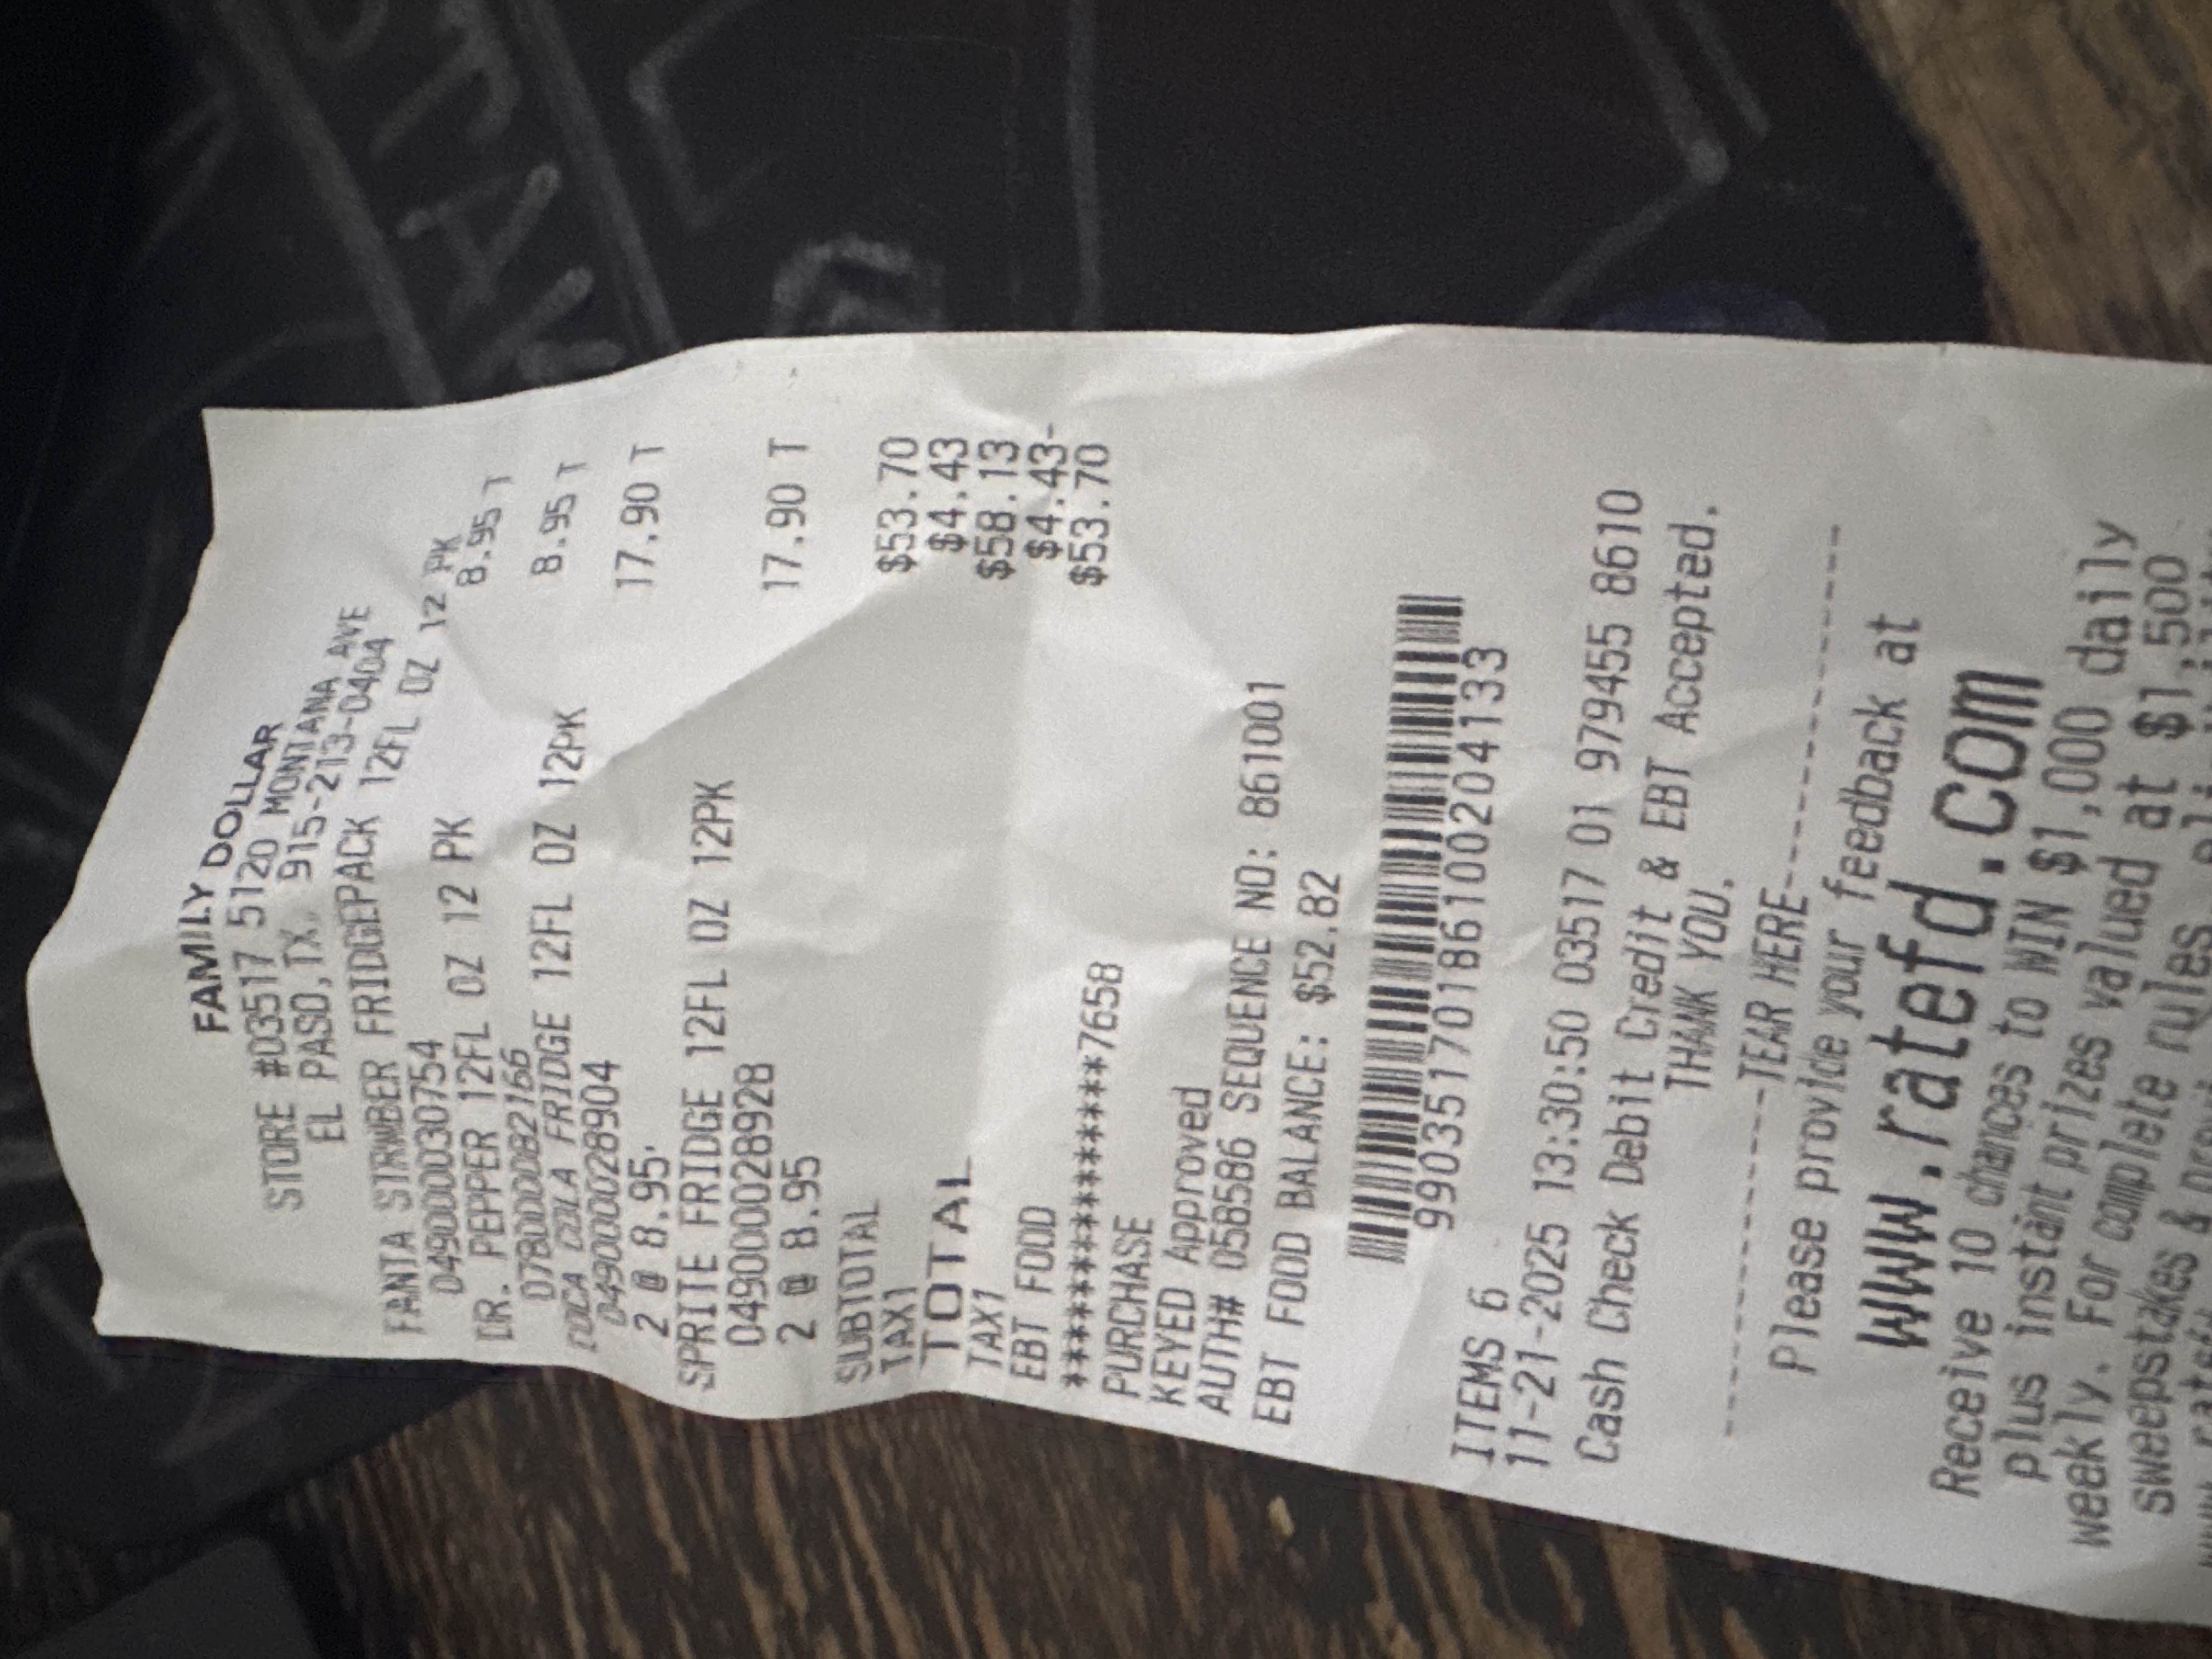 FAMILY DOLLAR
STORE #03517 5120 MONTANA AVE
EL PASO,TX, 915-213-0404
FANTA STRWBER FRIDGEPACK 12FL OZ 12 PK
049000030754 8.95 T
DR. PEPPER 12FL OZ 12 PK
078000082166 8.95 T
COCA COLA FRIDGE 12FL OZ 12PK
049000028904 17.90 T
2 @ 8.95
SPRITE FRIDGE 12FL OZ 12PK
049000028928 17.90 T
2 @ 8.95
SUBTOTAL $53.70
TAX1 $4.43
TOTAL $58.13
TAX1 $4.43-
EBT FOOD $53.70
***************7658
PURCHASE
KEYED Approved
AUTH# 058586 SEQUENCE NO: 861001
EBT FOOD BALANCE: $52.82
99035170186100204133
ITEMS 6
11-21-2025 13:30:50 03517 01 979455 8610
Cash Check Debit Credit & EBT Accepted.
THANK YOU.
TEAR HERE
Please provide your feedback at
www.ratefd.com
Receive 10 chances to WIN $1,000 daily
plus instant prizes valued at $1,500
weekly. For complete rules,
sweepstakes &